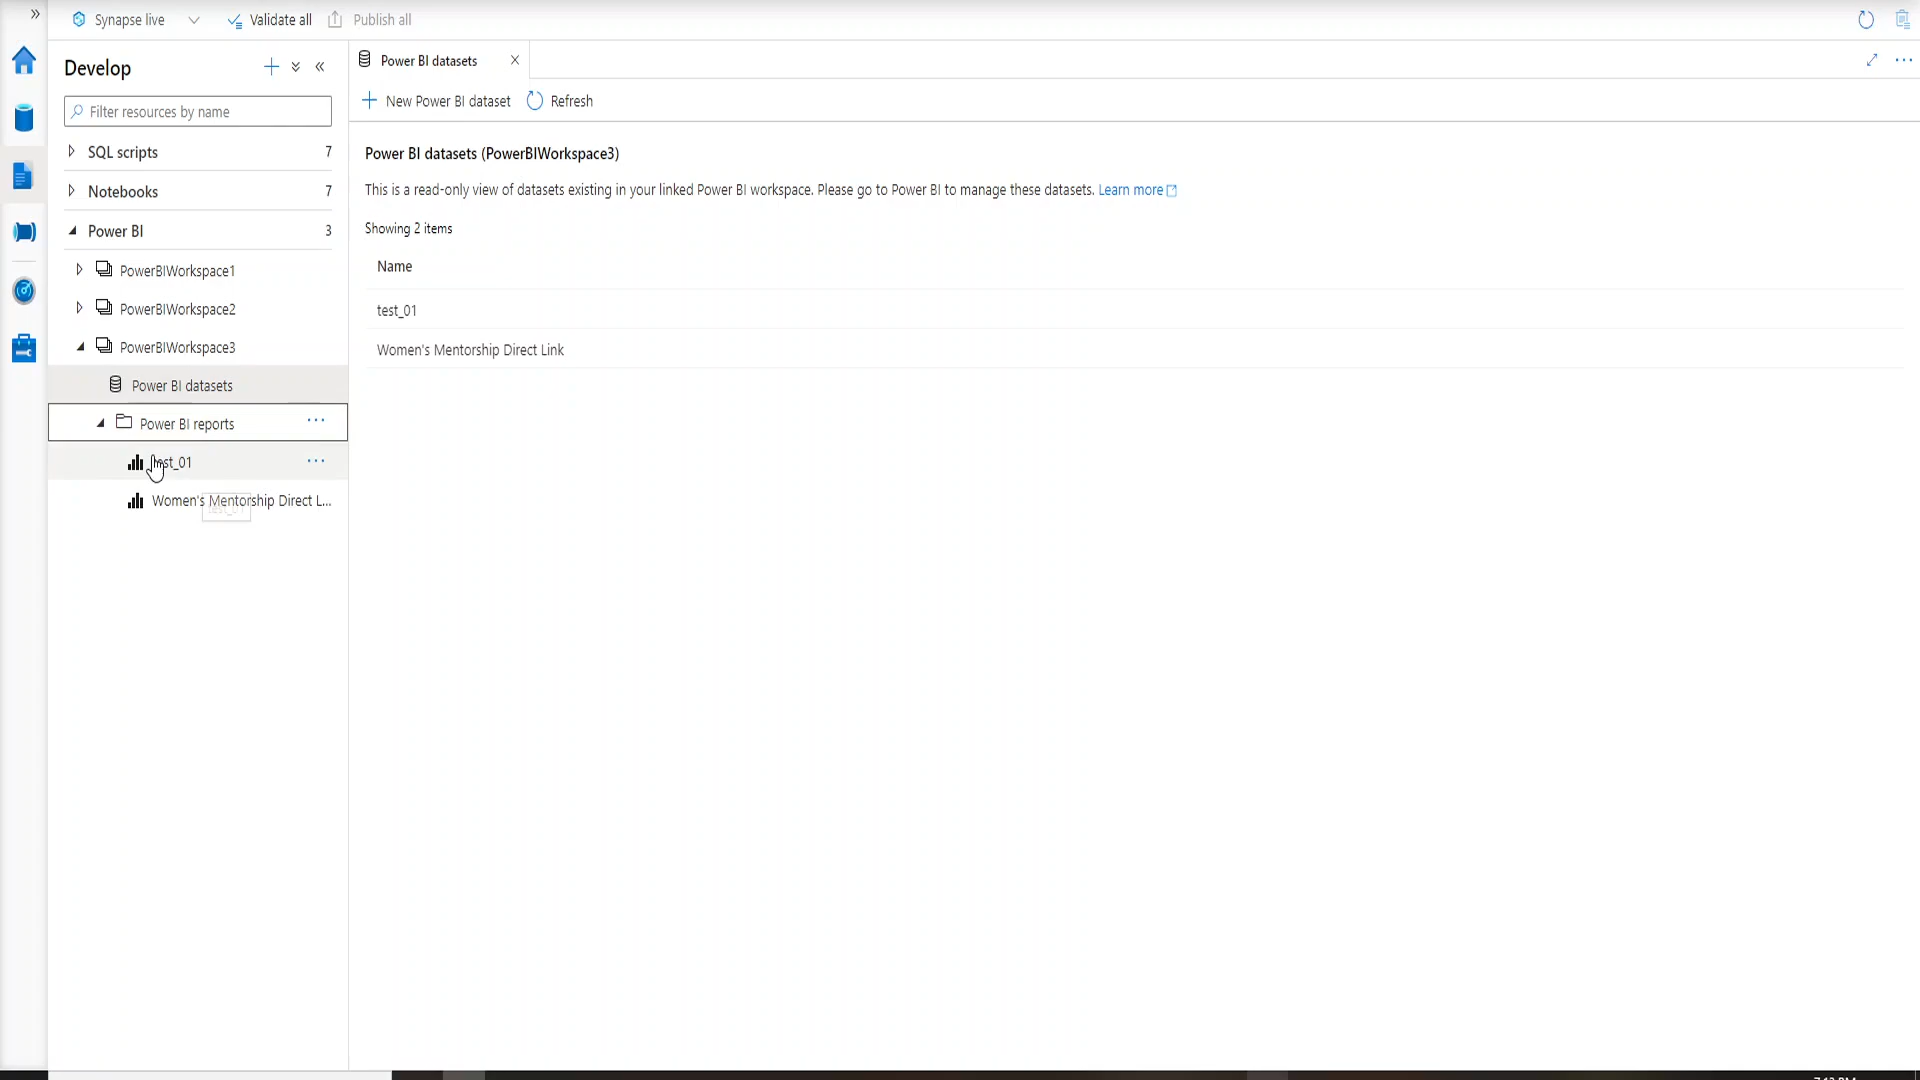 Synapse live
Validate all
Publish all
Develop
Filter resources by name
SQL scripts 7
Notebooks 7
Power BI 3
PowerBIWorkspace1
PowerBIWorkspace2
PowerBIWorkspace3
Power BI datasets
Power BI reports
Women's Mentorship Direct L...
Power BI datasets
New Power BI dataset
Refresh
Power BI datasets (PowerBIWorkspace3)
This is a read-only view of datasets existing in your linked Power BI workspace. Please go to Power BI to manage these datasets. Learn more
Showing 2 items
Name
test_01
Women's Mentorship Direct Link